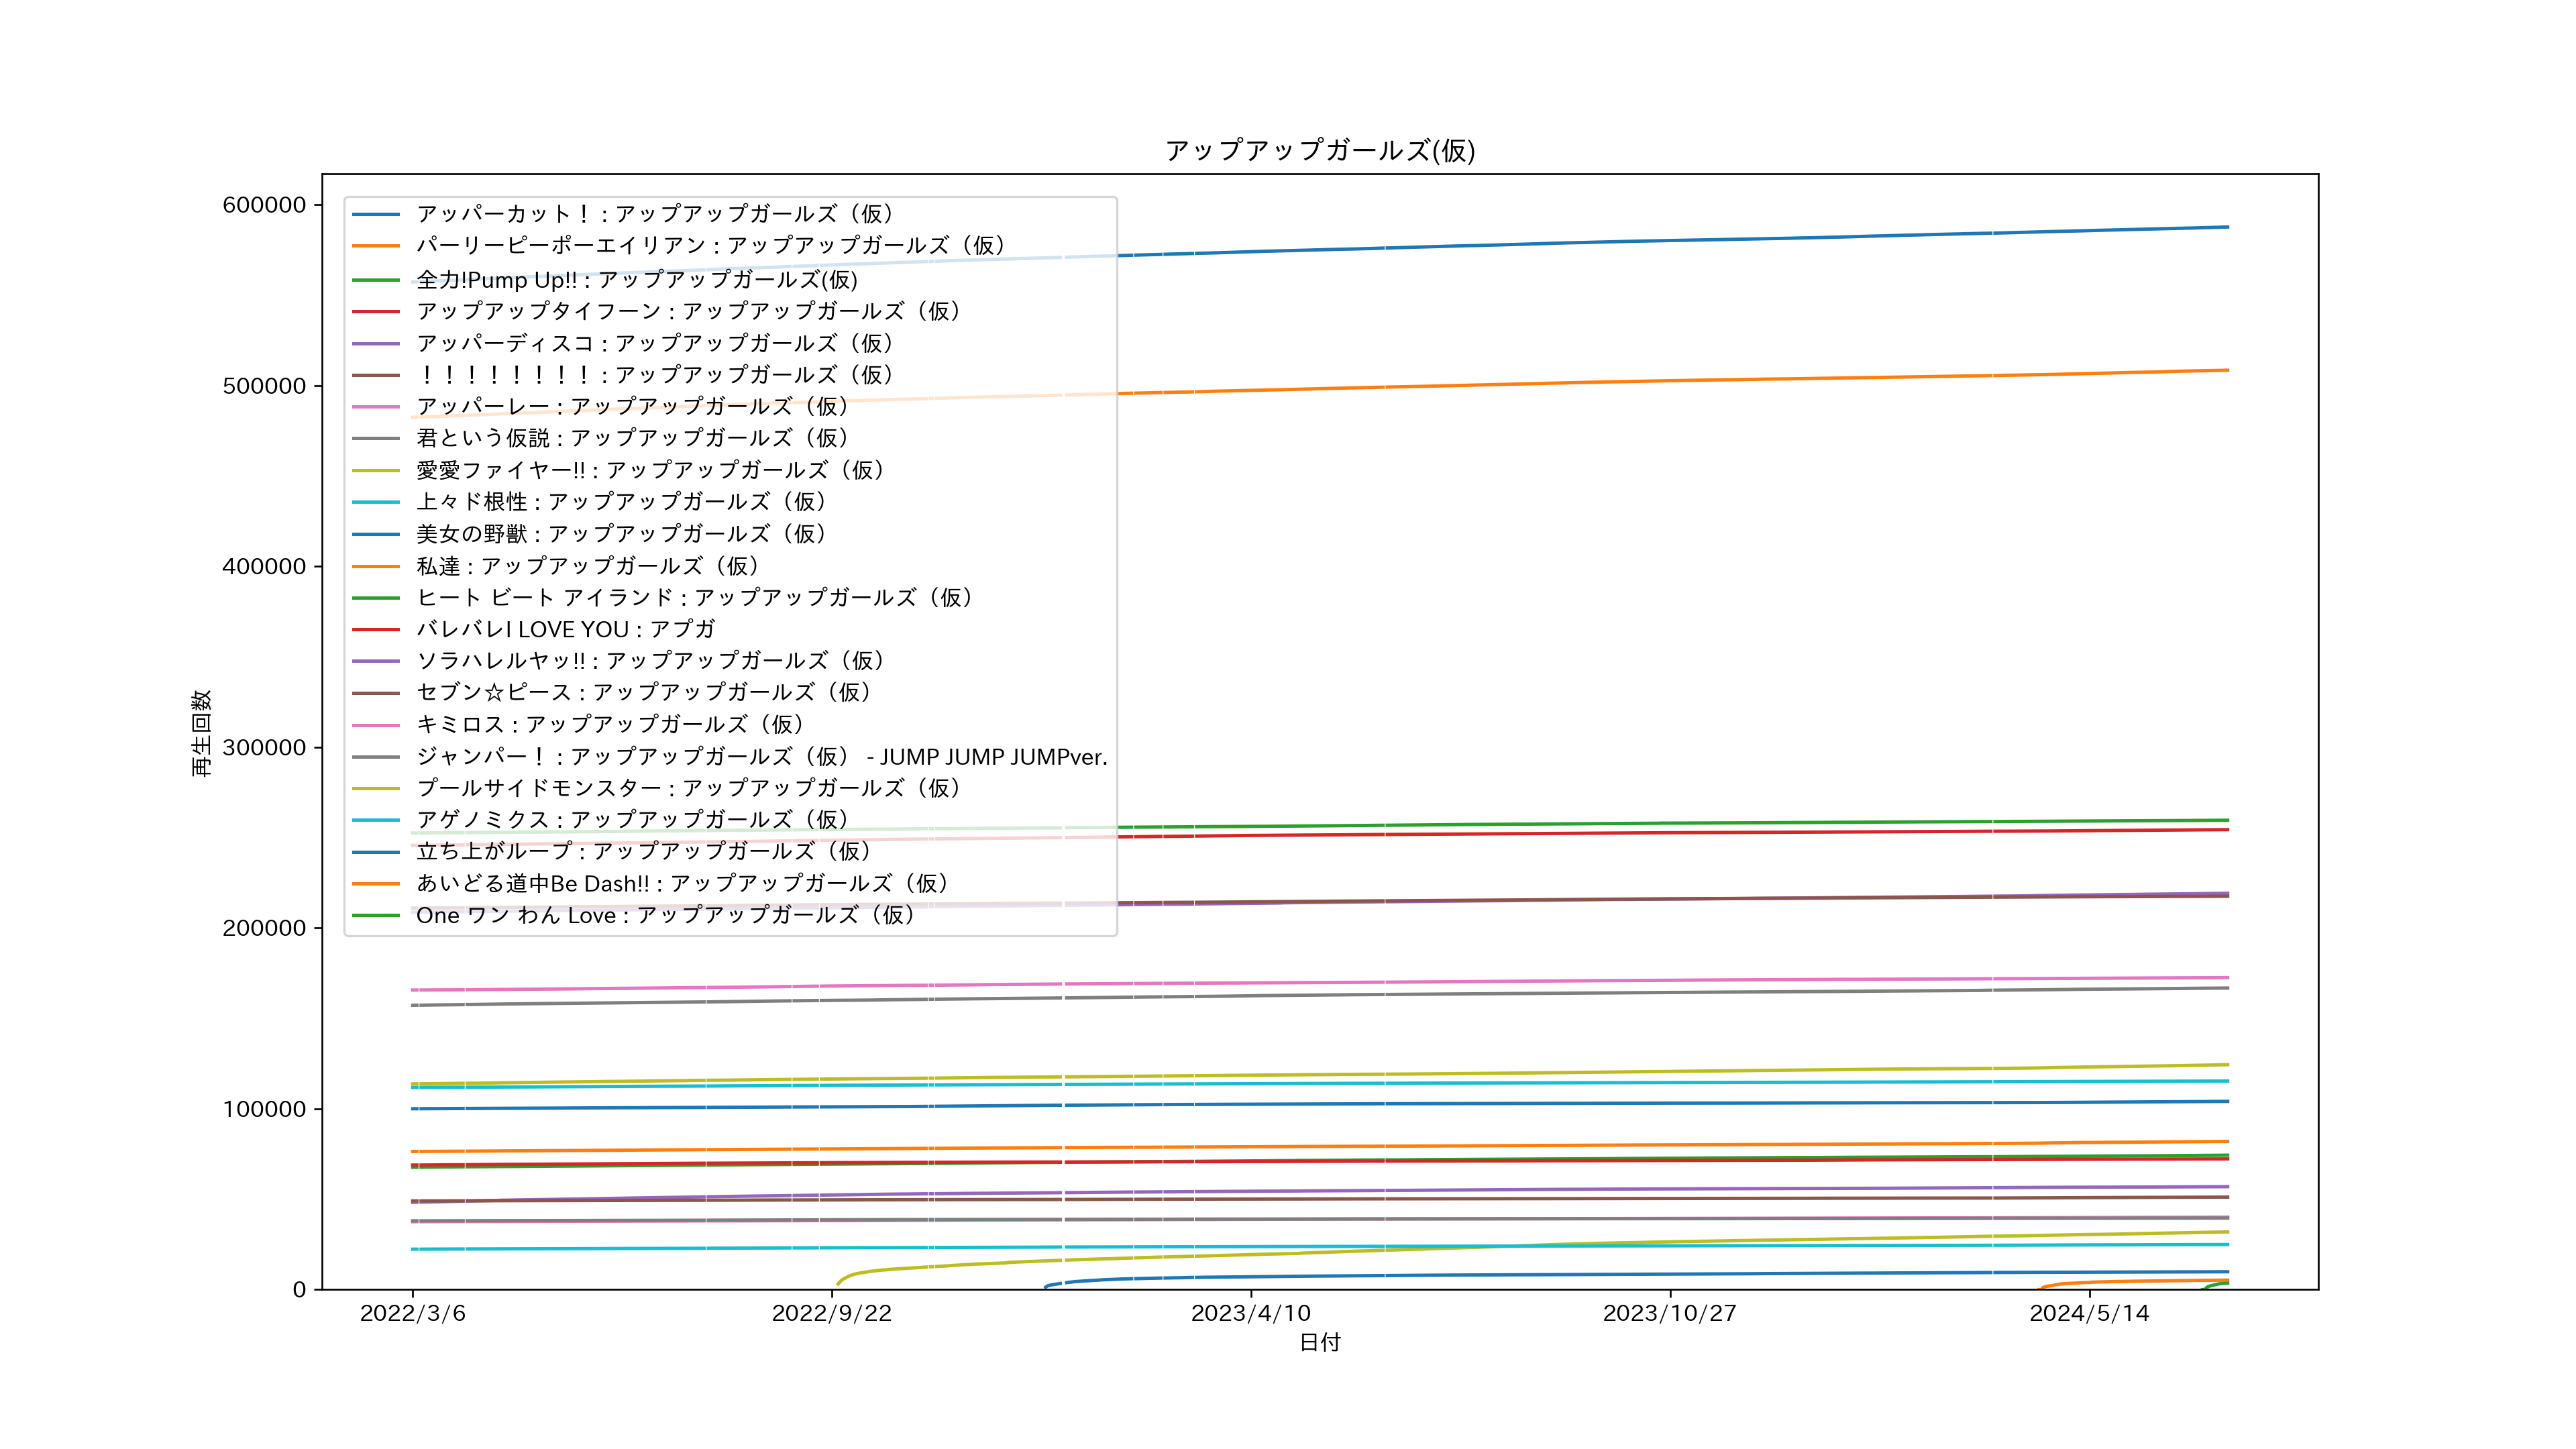 アップアップガールズ(仮)
600000
500000
400000
300000
200000
100000
0
再生回数
アッパーカット！ : アップアップガールズ（仮）
パーリーピーポーエイリアン : アップアップガールズ（仮）
全力!Pump Up!! : アップアップガールズ(仮)
アップアップタイフーン : アップアップガールズ（仮）
アッパーディスコ : アップアップガールズ（仮）
！！！！！！！！ : アップアップガールズ（仮）
アッパーレー : アップアップガールズ（仮）
君という仮説 : アップアップガールズ（仮）
愛愛ファイヤー!! : アップアップガールズ（仮）
上々ド根性 : アップアップガールズ（仮）
美女の野獣 : アップアップガールズ（仮）
私達 : アップアップガールズ（仮）
ヒート ビート アイランド : アップアップガールズ（仮）
バレバレI LOVE YOU : アプガ
ソラハレルヤッ!! : アップアップガールズ（仮）
セブン☆ピース : アップアップガールズ（仮）
キミロス : アップアップガールズ（仮）
ジャンパー！ : アップアップガールズ（仮） - JUMP JUMP JUMPver.
プールサイドモンスター : アップアップガールズ（仮）
アゲノミクス : アップアップガールズ（仮）
立ち上がループ : アップアップガールズ（仮）
あいどる道中Be Dash!! : アップアップガールズ（仮）
One ワン わん Love : アップアップガールズ（仮）
2022/3/6
2022/9/22
2023/4/10
2023/10/27
2024/5/14
日付